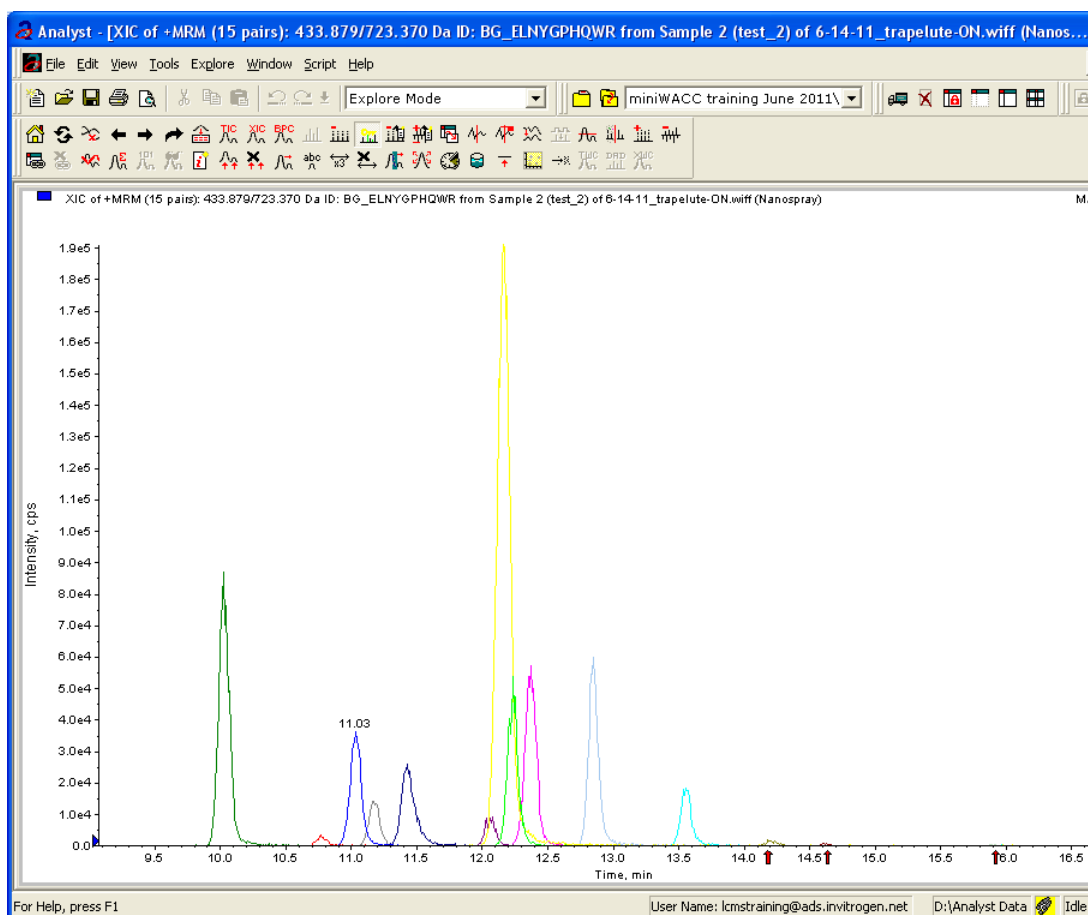 Analyst - [XIC of +MRM (15 pairs): 433.879/723.370 Da ID: BG_ELNYGPHQWR from Sample 2 (test_2) of 6-14-11_trapelute-ON.wiff (Nanos...
File Edit View Tools Explore Window Script Help
Explore Mode miniWACC training June 2011\
TIC XIC BPC
abc x3
XIC of +MRM (15 pairs): 433.879/723.370 Da ID: BG_ELNYGPHQWR from Sample 2 (test_2) of 6-14-11_trapelute-ON.wiff (Nanospray)
1.9e5
1.8e5
1.7e5
1.6e5
1.5e5
1.4e5
1.3e5
1.2e5
1.1e5
1.0e5
9.0e4
8.0e4
7.0e4
6.0e4
5.0e4
4.0e4
3.0e4
2.0e4
1.0e4
0.0
Intensity, cps
11.03
9.5 10.0 10.5 11.0 11.5 12.0 12.5 13.0 13.5 14.0 14.5 15.0 15.5 16.0 16.5
Time, min
For Help, press F1 User Name: lcmstraining@ads.invitrogen.net D:\Analyst Data Idle